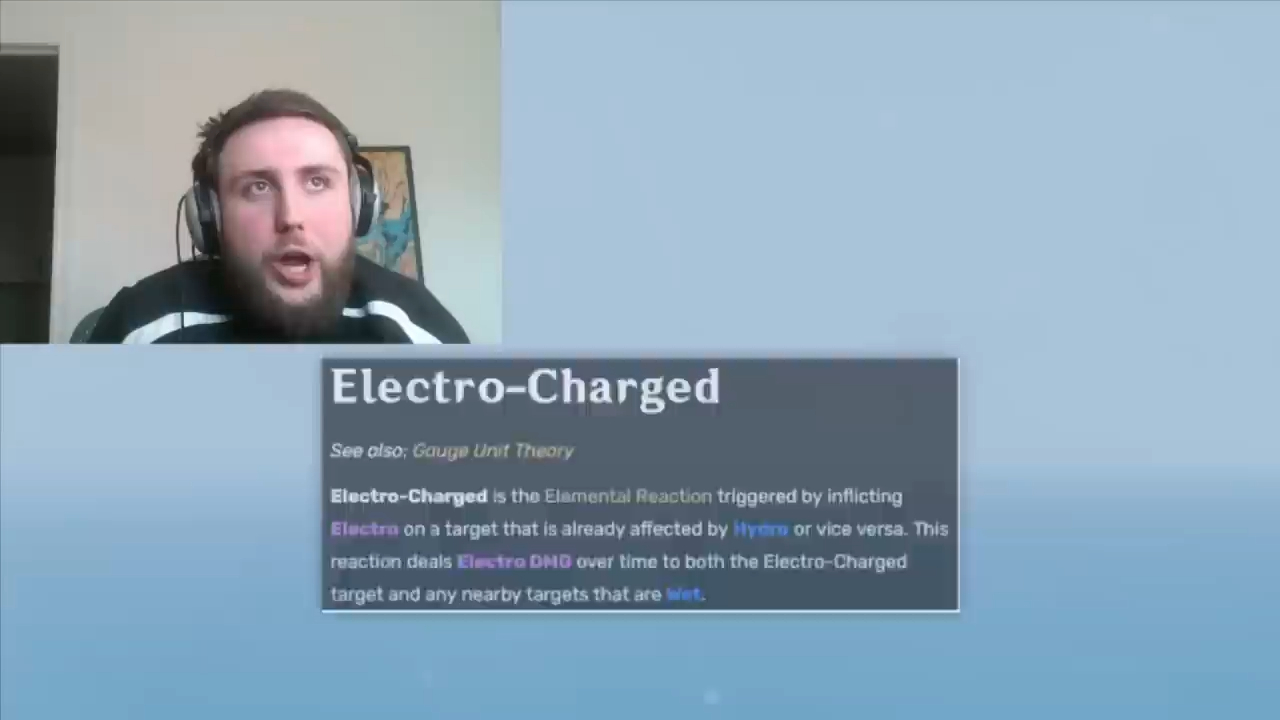 Electro-Charged
See also: Gauge Unit Theory
Electro-Charged is the Elemental Reaction triggered by inflicting
Electro on a target that is already affected by Hydro or vice versa. This
reaction deals Electro DMG over time to both the Electro-Charged
target and any nearby targets that are Wet.